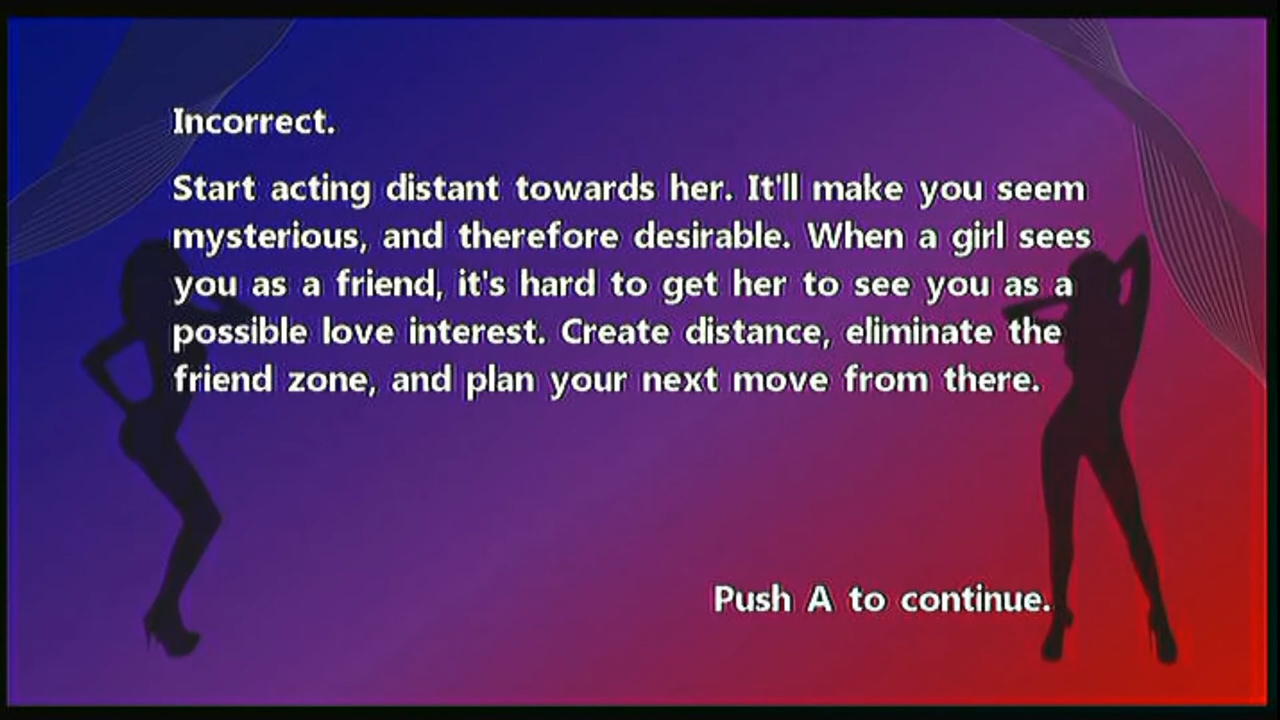 Incorrect.
Start acting distant towards her. It'll make you seem
mysterious, and therefore desirable. When a girl sees
you as a friend, it's hard to get her to see you as a
possible love interest. Create distance, eliminate the
friend zone, and plan your next move from there.
Push A to continue.